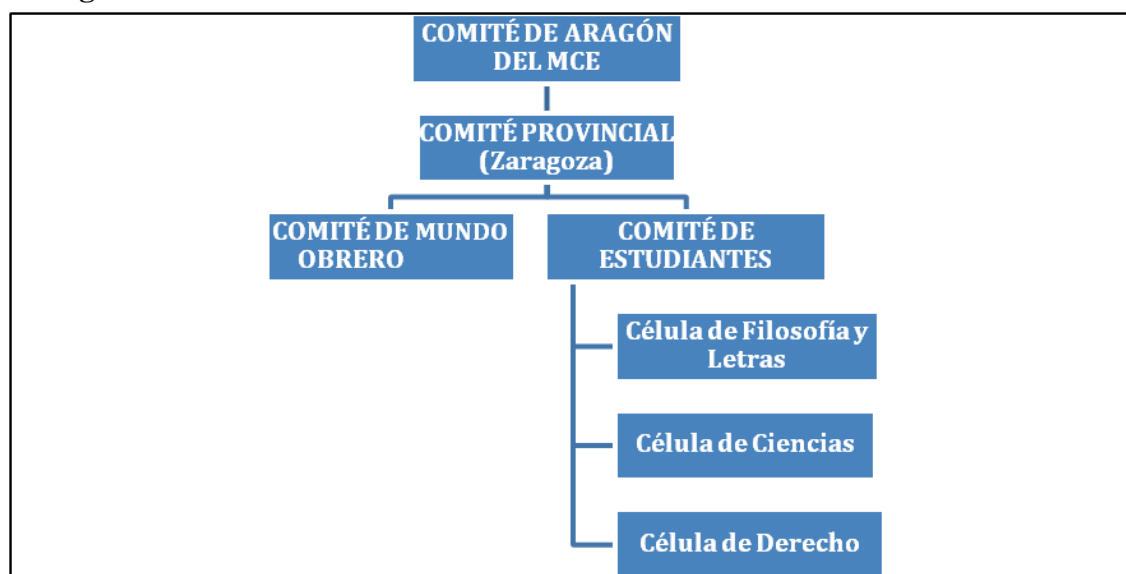 COMITÉ DE ARAGÓN
DEL MCE
COMITÉ PROVINCIAL
(Zaragoza)
COMITÉ DE MUNDO
OBRERO
COMITÉ DE
ESTUDIANTES
Célula de Filosofía y
Letras
Célula de Ciencias
Célula de Derecho